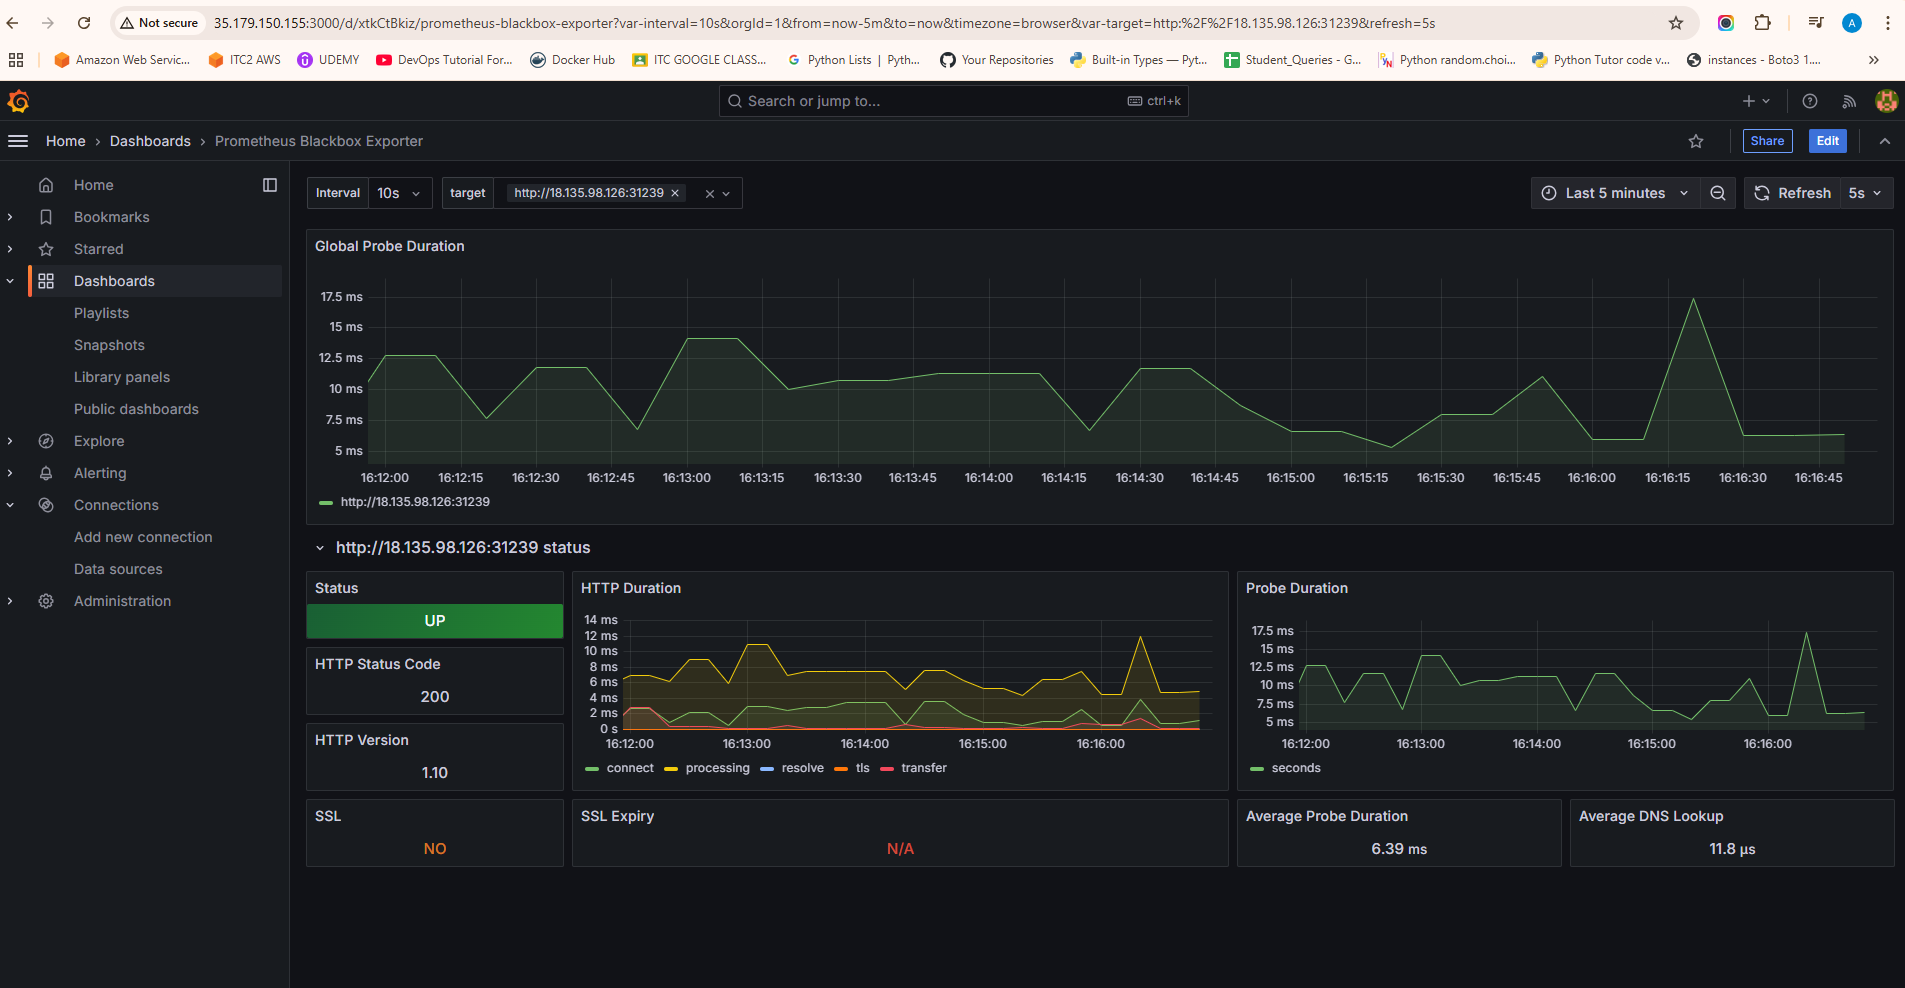 Not secure 35.179.150.155:3000/d/xtkCtBkiz/prometheus-blackbox-exporter?var-interval=10s&orgId=1&from=now-5m&to=now&timezone=browser&var-target=http:%2F%2F18.135.98.126:31239&refresh=5s A
Amazon Web Servic... ITC2 AWS UDEMY DevOps Tutorial For... Docker Hub ITC GOOGLE CLASS... Python Lists | Pyth... Your Repositories Built-in Types — Pyt... Student_Queries - G... Python random.choi... Python Tutor code v... instances - Boto3 1....
Search or jump to... ctrl+k
Home › Dashboards › Prometheus Blackbox Exporter Share Edit
Home
Bookmarks
Starred
Dashboards
Playlists
Snapshots
Library panels
Public dashboards
Explore
Alerting
Connections
Add new connection
Data sources
Administration
Interval 10s target http://18.135.98.126:31239 Last 5 minutes Refresh 5s
Global Probe Duration
17.5 ms
15 ms
12.5 ms
10 ms
7.5 ms
5 ms
16:12:00 16:12:15 16:12:30 16:12:45 16:13:00 16:13:15 16:13:30 16:13:45 16:14:00 16:14:15 16:14:30 16:14:45 16:15:00 16:15:15 16:15:30 16:15:45 16:16:00 16:16:15 16:16:30 16:16:45
http://18.135.98.126:31239
http://18.135.98.126:31239 status
Status
UP
HTTP Status Code
200
HTTP Version
1.10
SSL
NO
HTTP Duration
14 ms
12 ms
10 ms
8 ms
6 ms
4 ms
2 ms
0 s
16:12:00 16:13:00 16:14:00 16:15:00 16:16:00
connect processing resolve tls transfer
SSL Expiry
N/A
Probe Duration
17.5 ms
15 ms
12.5 ms
10 ms
7.5 ms
5 ms
16:12:00 16:13:00 16:14:00 16:15:00 16:16:00
seconds
Average Probe Duration
6.39 ms
Average DNS Lookup
11.8 µs